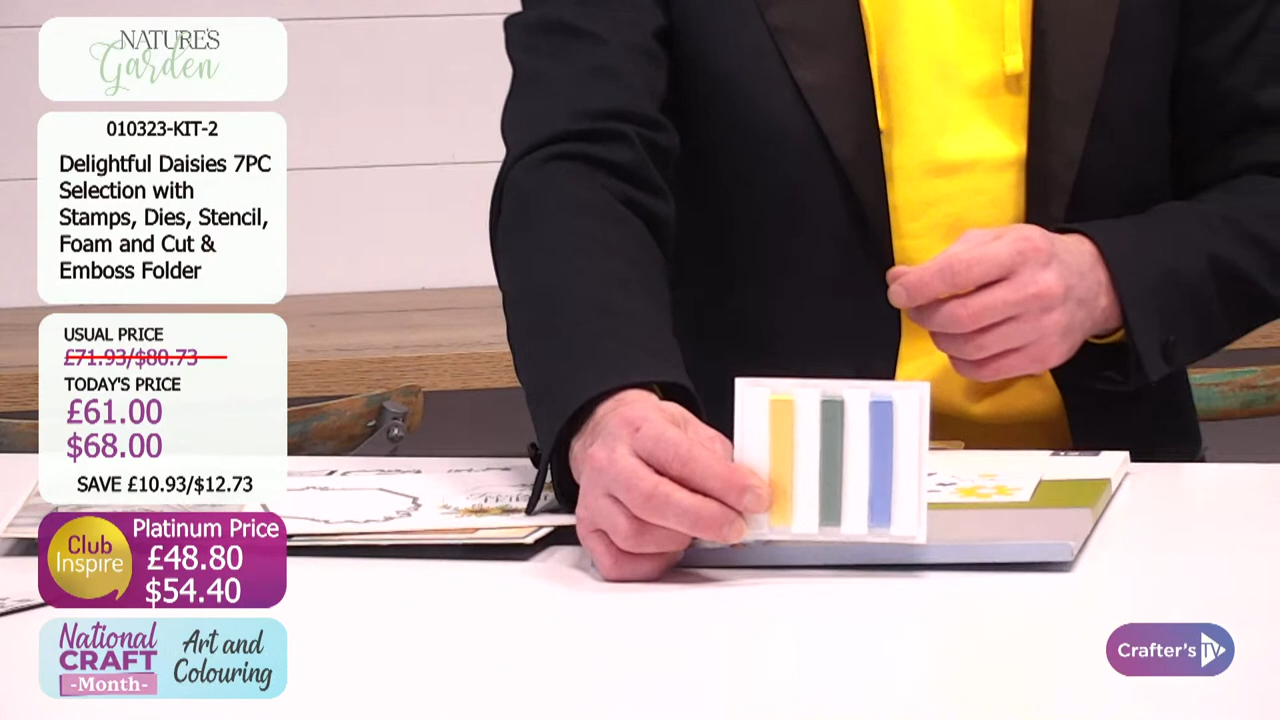 NATURE'S
Garden
010323-KIT-2
Delightful Daisies 7PC
Selection with
Stamps, Dies, Stencil,
Foam and Cut &
Emboss Folder
USUAL PRICE
£71.93/$80.73
TODAY'S PRICE
£61.00
$68.00
SAVE £10.93/$12.73
Club
Inspire
Platinum Price
£48.80
$54.40
National
CRAFT
-Month-
Art and
Colouring
Crafter's TV